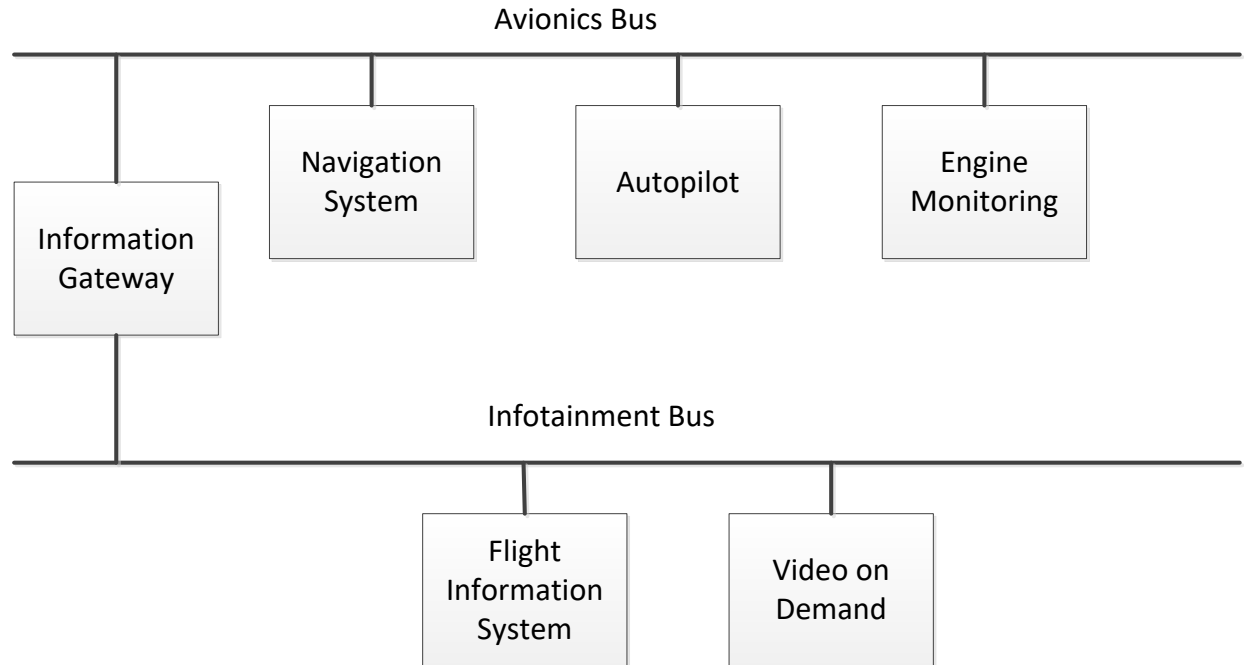 Avionics Bus
Navigation
System
Autopilot
Engine
Monitoring
Information
Gateway
Infotainment Bus
Flight
Information
System
Video on
Demand